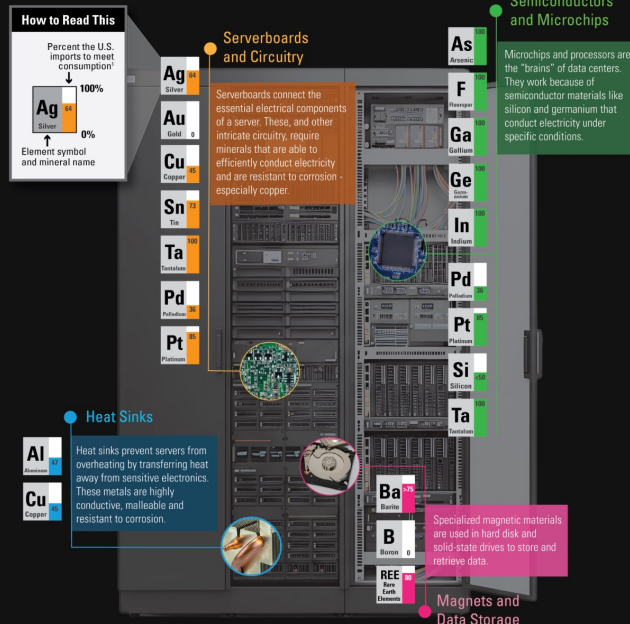 How to Read This
Percent the U.S.
imports to meet
consumption¹
100%
Ag
64
Silver
0%
Element symbol
and mineral name
Serverboards
and Circuitry
Serverboards connect the
essential electrical components
of a server. These, and other
intricate circuitry, require
minerals that are able to
efficiently conduct electricity
and are resistant to corrosion -
especially copper.
Ag
64
Silver
Au
Gold
0
Cu
45
Copper
Sn
73
Tin
Ta
100
Tantalum
Pd
36
Palladium
Pt
85
Platinum
Semiconductors
and Microchips
Microchips and processors are
the "brains" of data centers.
They work because of
semiconductor materials like
silicon and germanium that
conduct electricity under
specific conditions.
As
100
Arsenic
F
100
Fluorspar
Ga
100
Gallium
Ge
100
Germ-
anium
In
100
Indium
Pd
36
Palladium
Pt
85
Platinum
Si
<50
Silicon
Ta
100
Tantalum
Heat Sinks
Heat sinks prevent servers from
overheating by transferring heat
away from sensitive electronics.
These metals are highly
conductive, malleable and
resistant to corrosion.
Al
47
Aluminum
Cu
45
Copper
Ba
>75
Barite
B
Boron
0
REE
80
Rare
Earth
Elements
Specialized magnetic materials
are used in hard disk and
solid-state drives to store and
retrieve data.
Magnets and
Data Storage